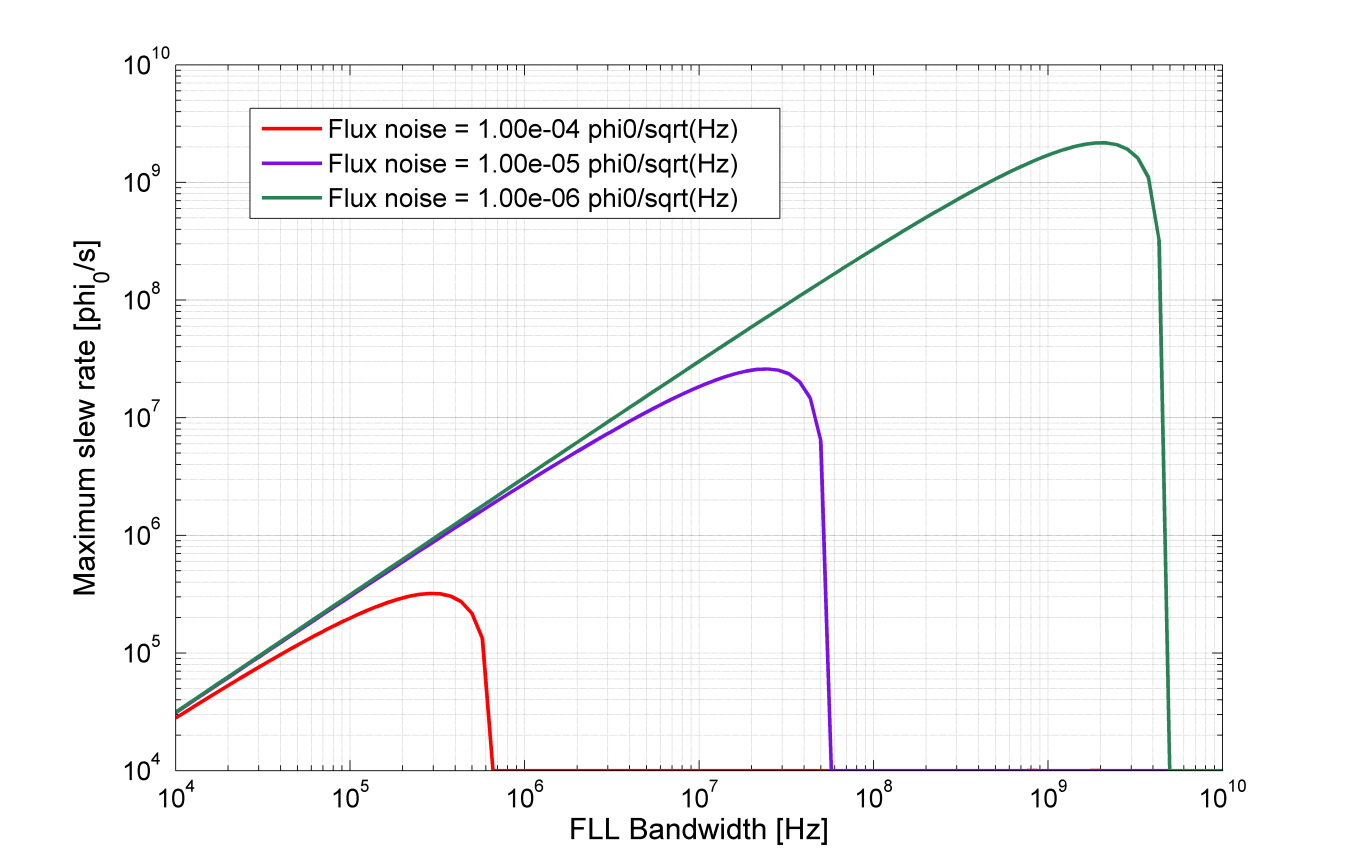 10^10
10^9
10^8
10^7
10^6
10^5
10^4
Maximum slew rate [phi_0/s]
Flux noise = 1.00e-04 phi0/sqrt(Hz)
Flux noise = 1.00e-05 phi0/sqrt(Hz)
Flux noise = 1.00e-06 phi0/sqrt(Hz)
10^4 10^5 10^6 10^7 10^8 10^9 10^10
FLL Bandwidth [Hz]